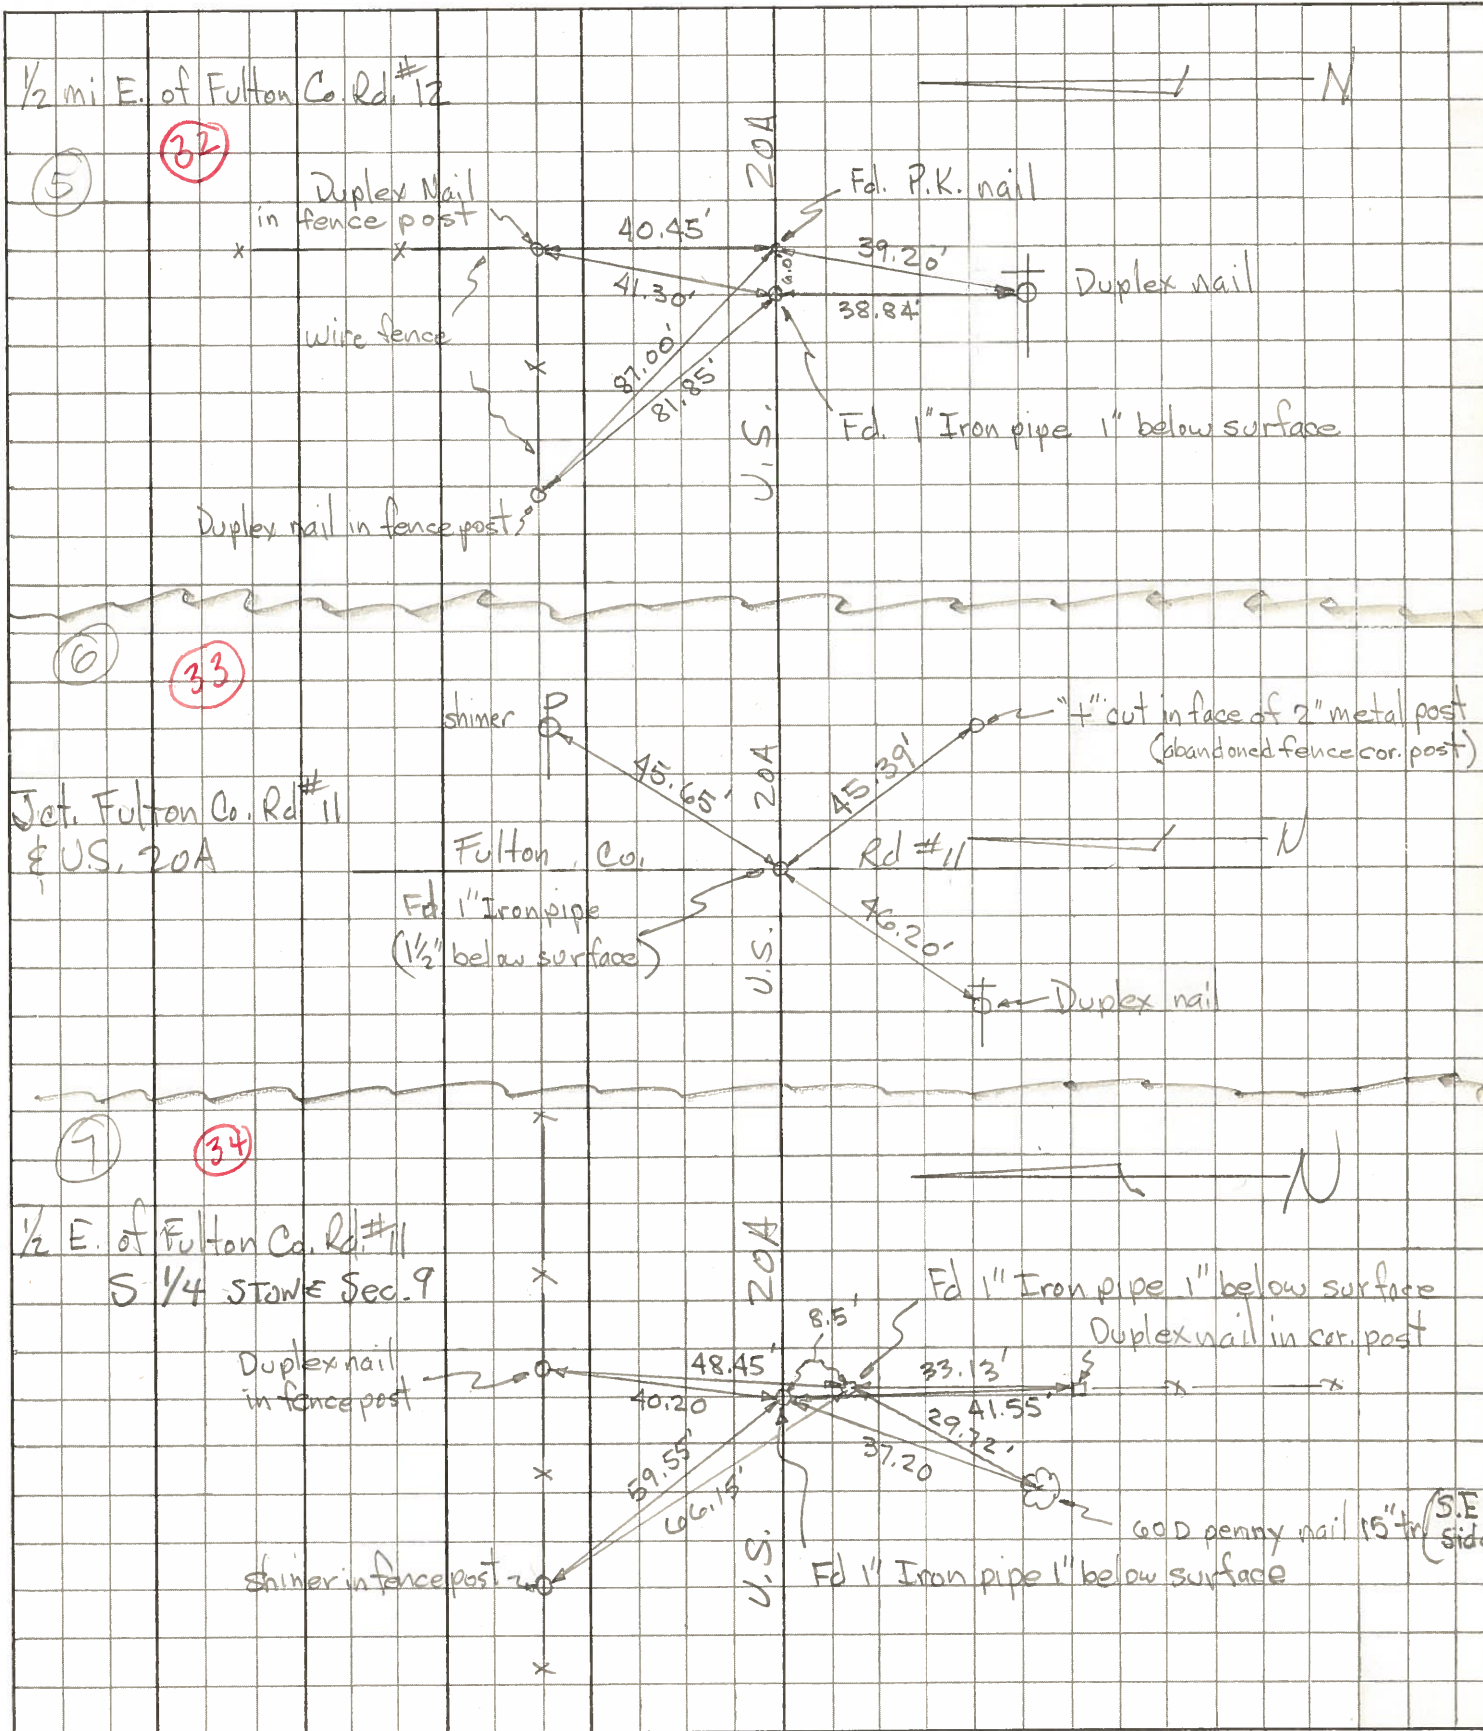 1/2 mi E. of Fulton Co. Rd. #12
N
32
5
Duplex Nail
in fence post
U.S. 20A
Fd. P.K. nail
40.45'
39.20'
41.30'
38.84'
Duplex nail
wire fence
87.00'
81.85'
Fd. 1" Iron pipe 1" below surface
Duplex nail in fence post
6
33
shiner
"+" cut in face of 2" metal post
(abandoned fence cor. post)
45.65'
45.39'
U.S. 20A
Jct. Fulton Co. Rd #11
& U.S. 20A
Fulton Co. Rd #11
N
Fd 1" Iron pipe
(1 1/2" below surface)
46.20'
Duplex nail
7
34
N
1/2 E. of Fulton Co. Rd. #11
S 1/4 STONE Sec. 9
U.S. 20A
Fd 1" Iron pipe 1" below surface
8.5'
Duplex nail in cor. post
Duplex nail
in fence post
48.45'
33.13'
40.20
41.55'
29.72'
37.20
59.55'
66.15'
60D penny nail 15" tr (S.E.
side
Shiner in fence post
Fd 1" Iron pipe 1" below surface